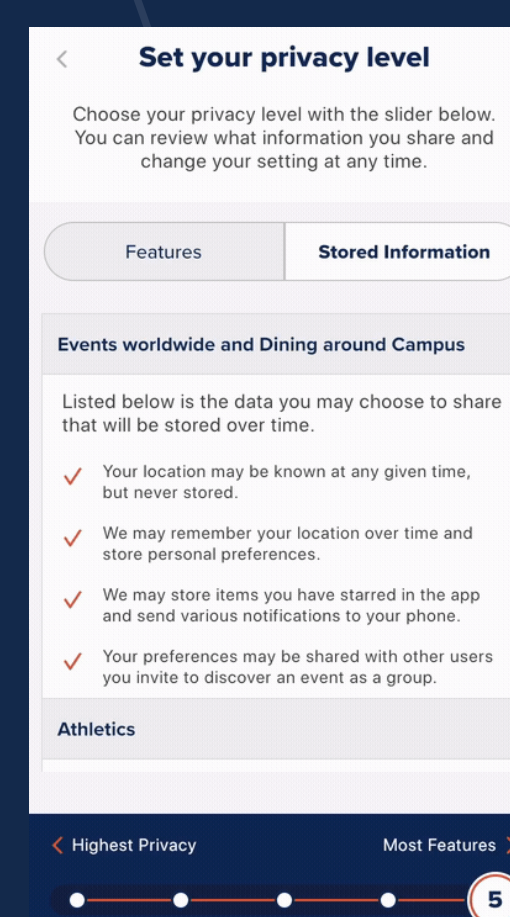 Set your privacy level
Choose your privacy level with the slider below.
You can review what information you share and
change your setting at any time.
Features
Stored Information
Events worldwide and Dining around Campus
Listed below is the data you may choose to share
that will be stored over time.
Your location may be known at any given time,
but never stored.
We may remember your location over time and
store personal preferences.
We may store items you have starred in the app
and send various notifications to your phone.
Your preferences may be shared with other users
you invite to discover an event as a group.
Athletics
Highest Privacy
Most Features
5